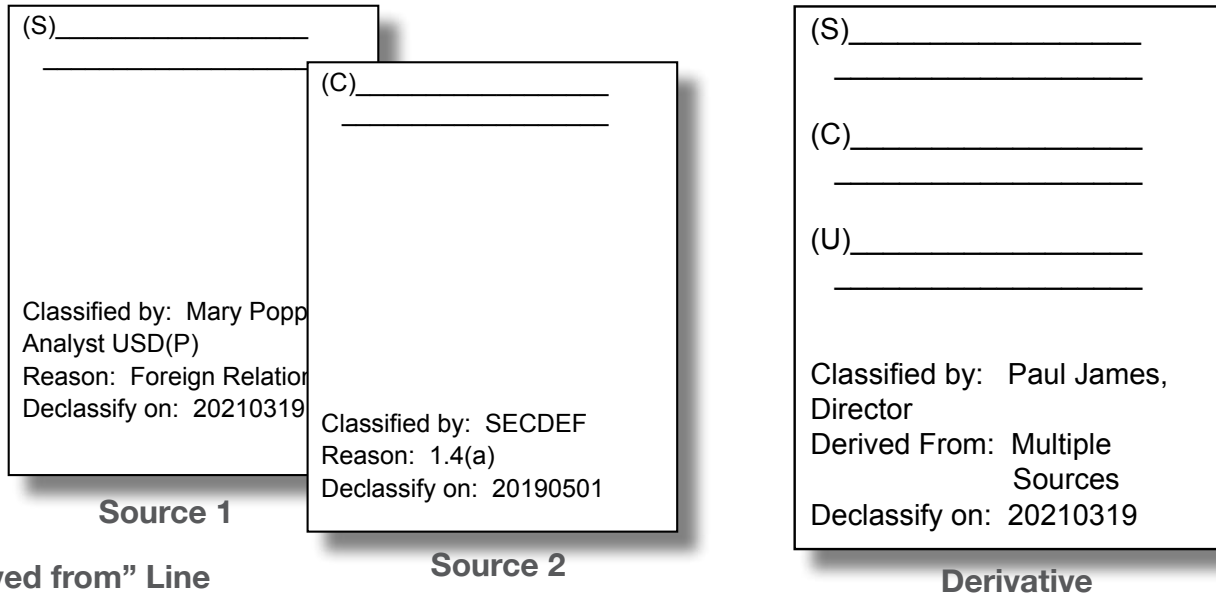 (S)
Classified by: Mary Popp
Analyst USD(P)
Reason: Foreign Relation
Declassify on: 20210319
Source 1
(C)
Classified by: SECDEF
Reason: 1.4(a)
Declassify on: 20190501
Source 2
(S)
(C)
(U)
Classified by: Paul James,
Director
Derived From: Multiple
Sources
Declassify on: 20210319
Derivative
ved from” Line